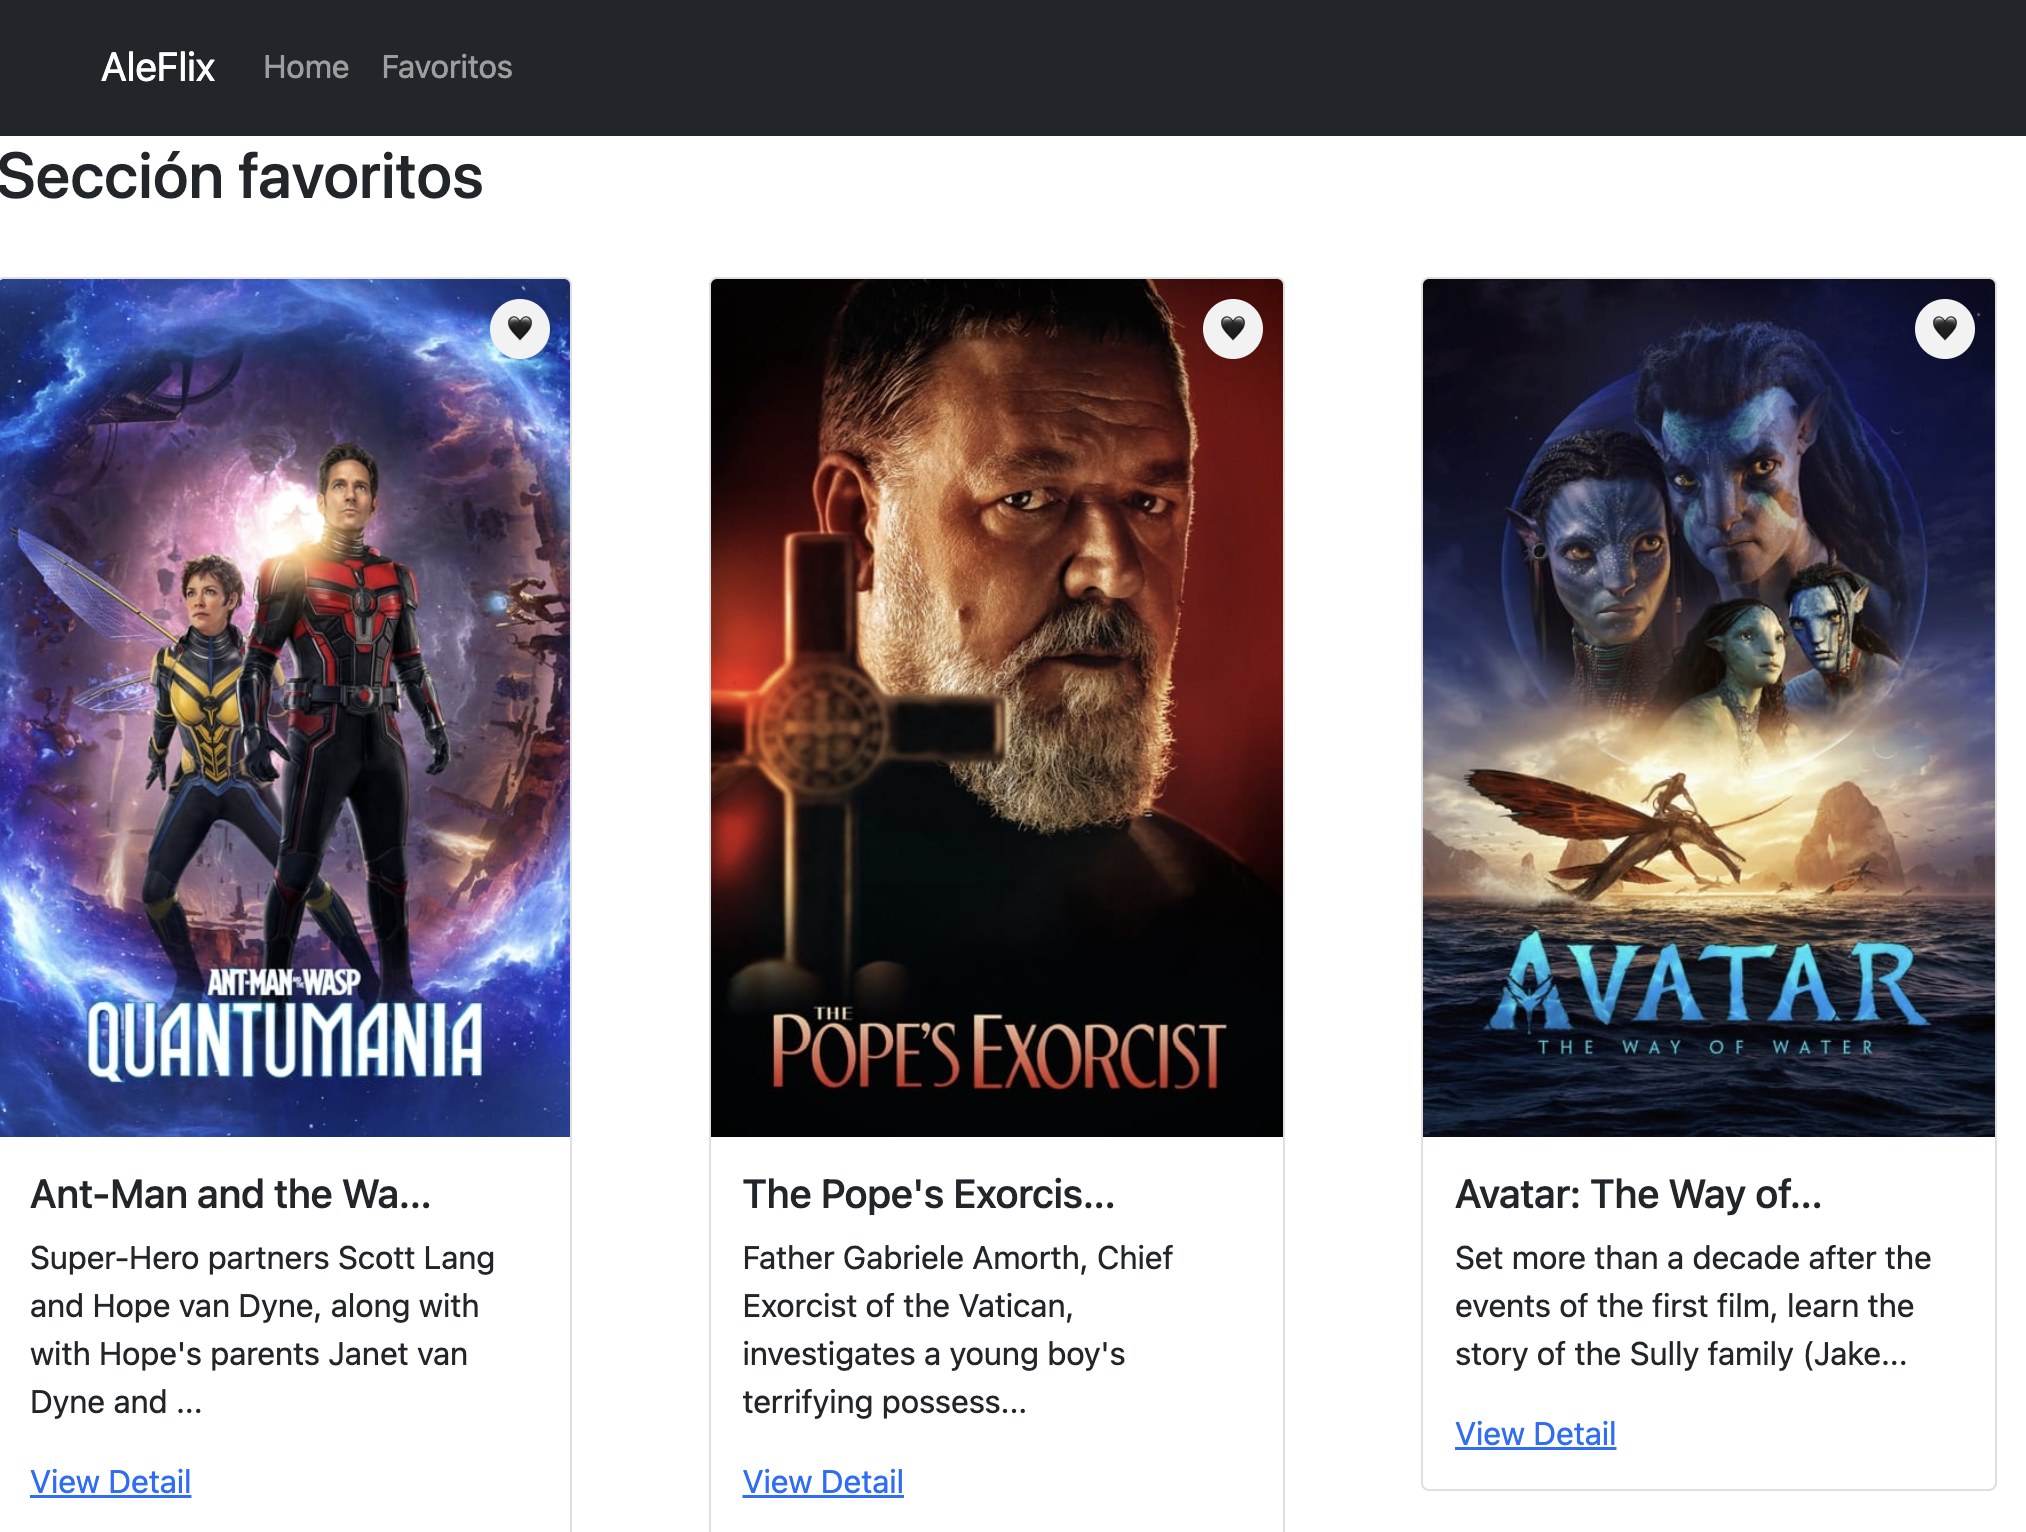 AleFlix Home Favoritos
Sección favoritos
ANT-MAN AND THE WASP
QUANTUMANIA
THE
POPE'S EXORCIST
AVATAR
THE WAY OF WATER
Ant-Man and the Wa...
Super-Hero partners Scott Lang
and Hope van Dyne, along with
with Hope's parents Janet van
Dyne and ...
View Detail
The Pope's Exorcis...
Father Gabriele Amorth, Chief
Exorcist of the Vatican,
investigates a young boy's
terrifying possess...
View Detail
Avatar: The Way of...
Set more than a decade after the
events of the first film, learn the
story of the Sully family (Jake...
View Detail